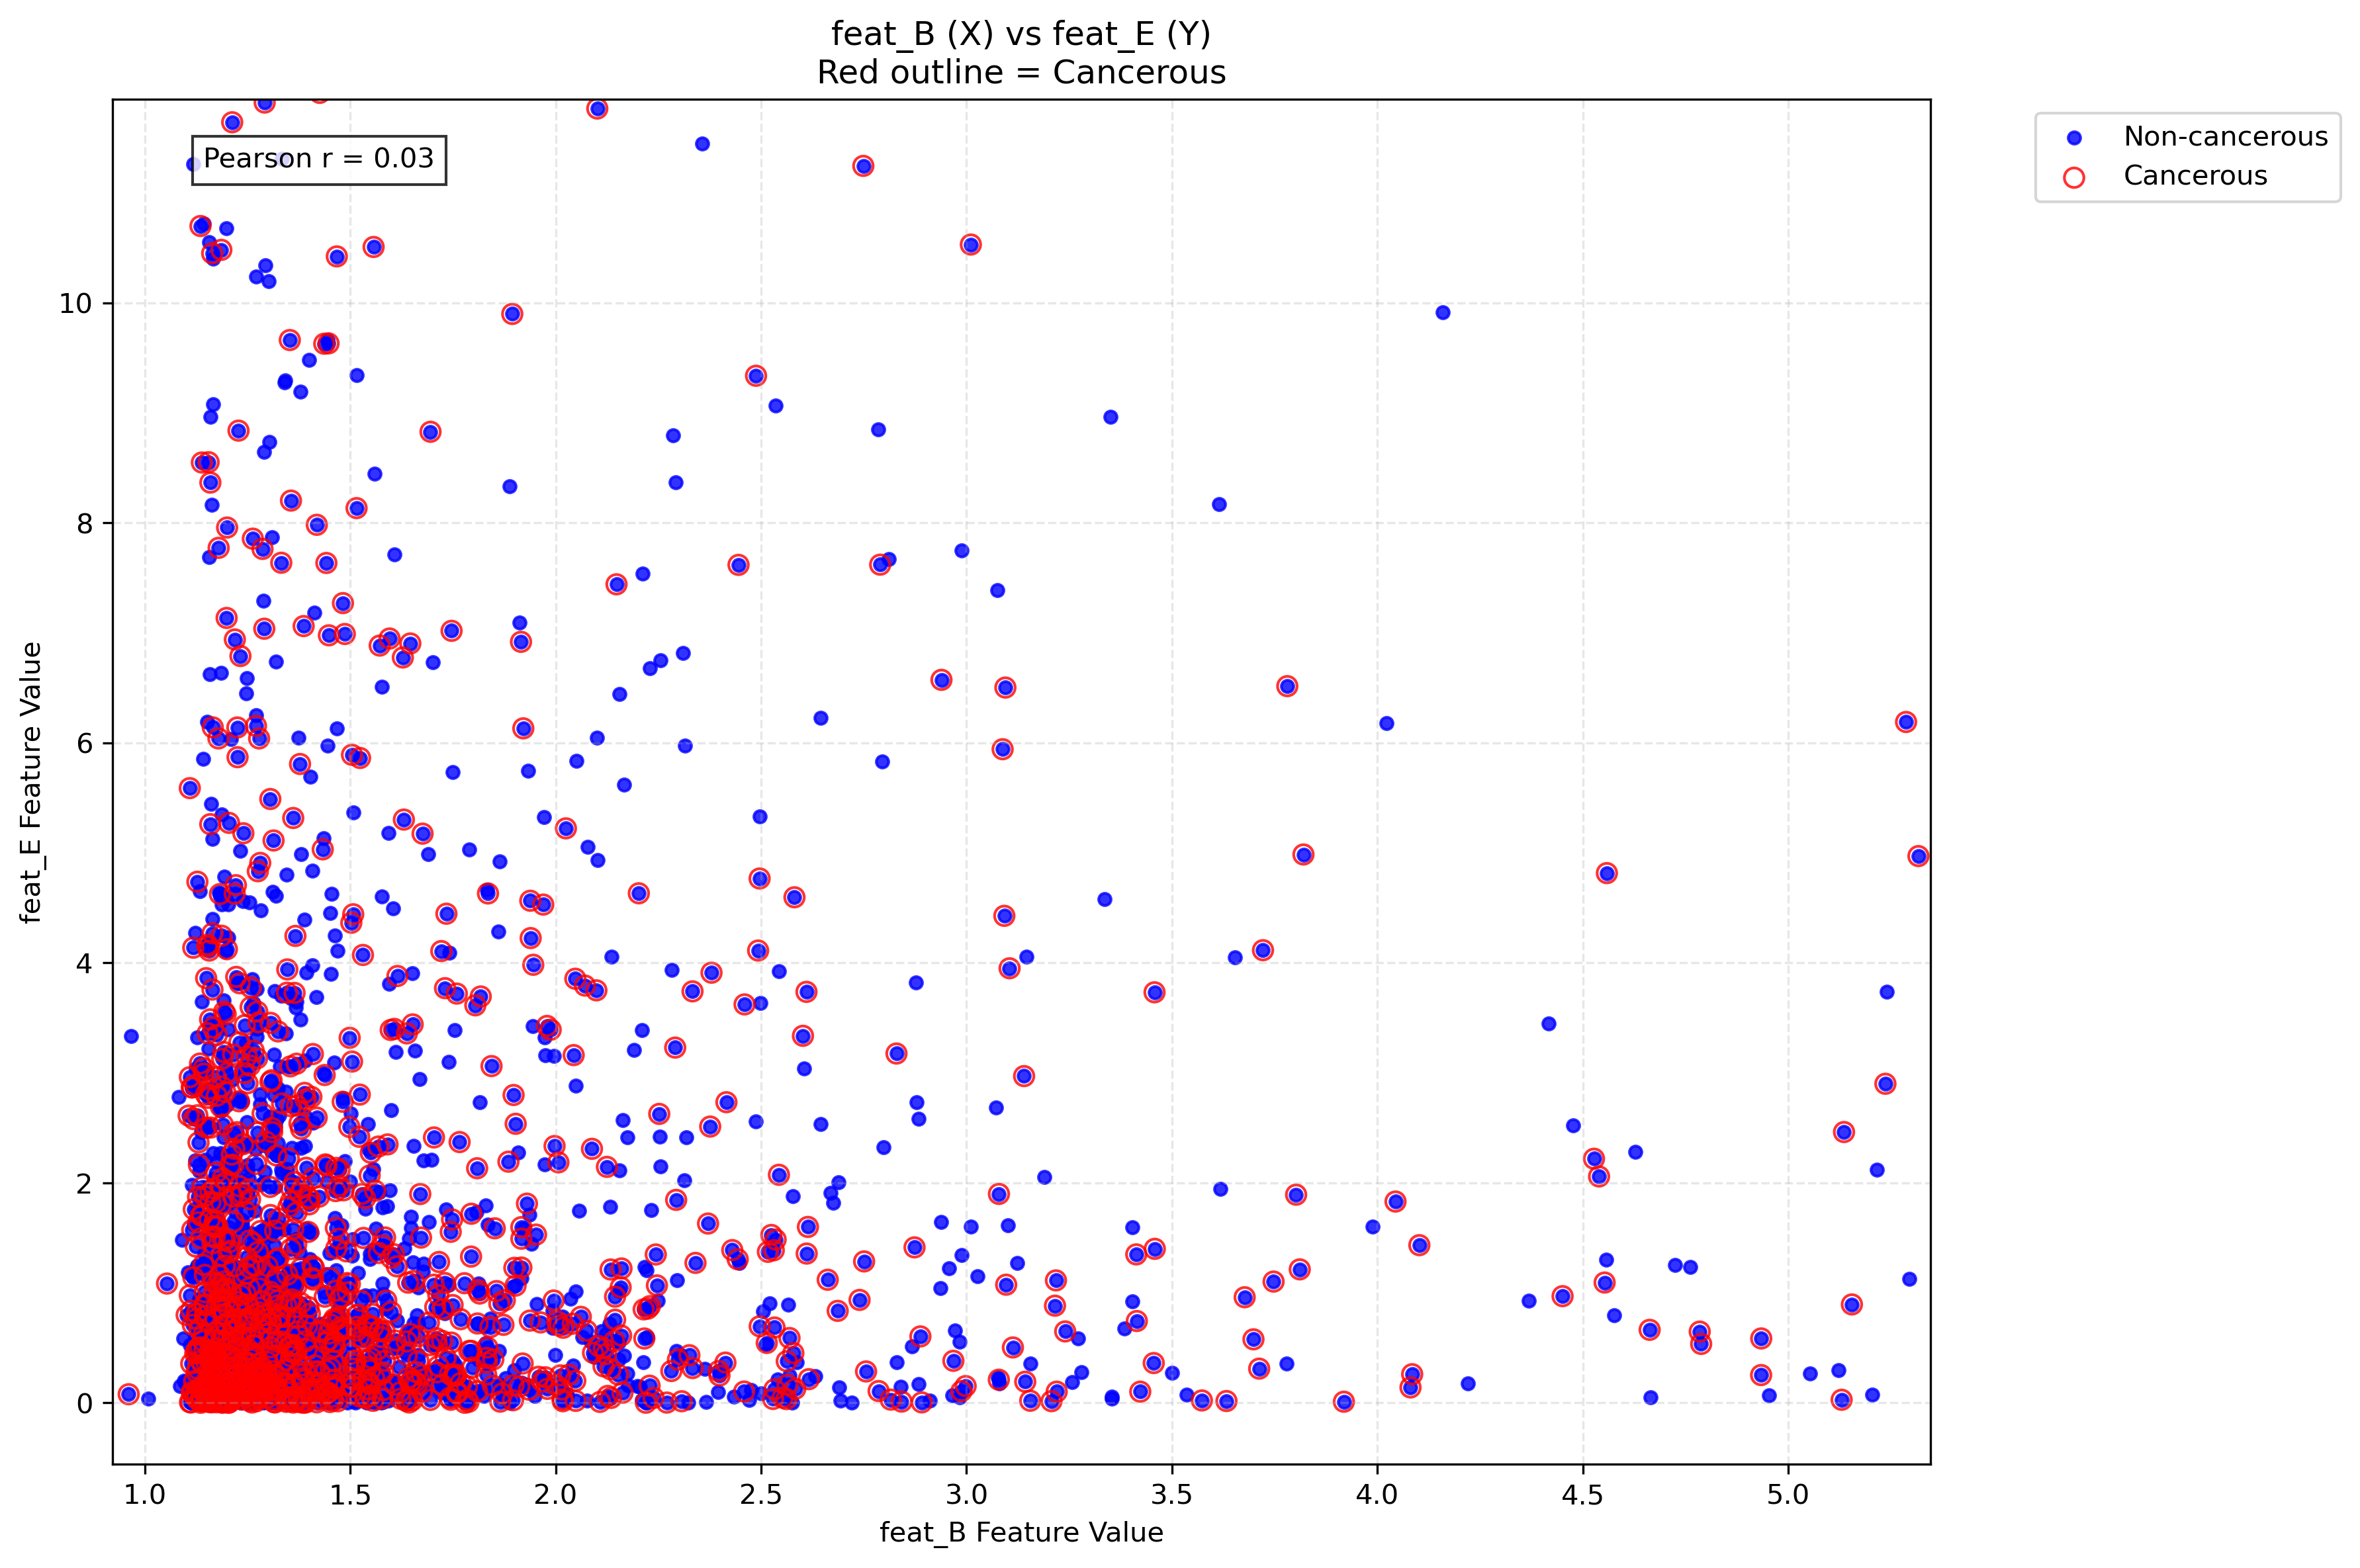 feat_B (X) vs feat_E (Y)
Red outline = Cancerous
Pearson r = 0.03
Non-cancerous
Cancerous
feat_E Feature Value
10
8
6
4
2
0
1.0 1.5 2.0 2.5 3.0 3.5 4.0 4.5 5.0
feat_B Feature Value